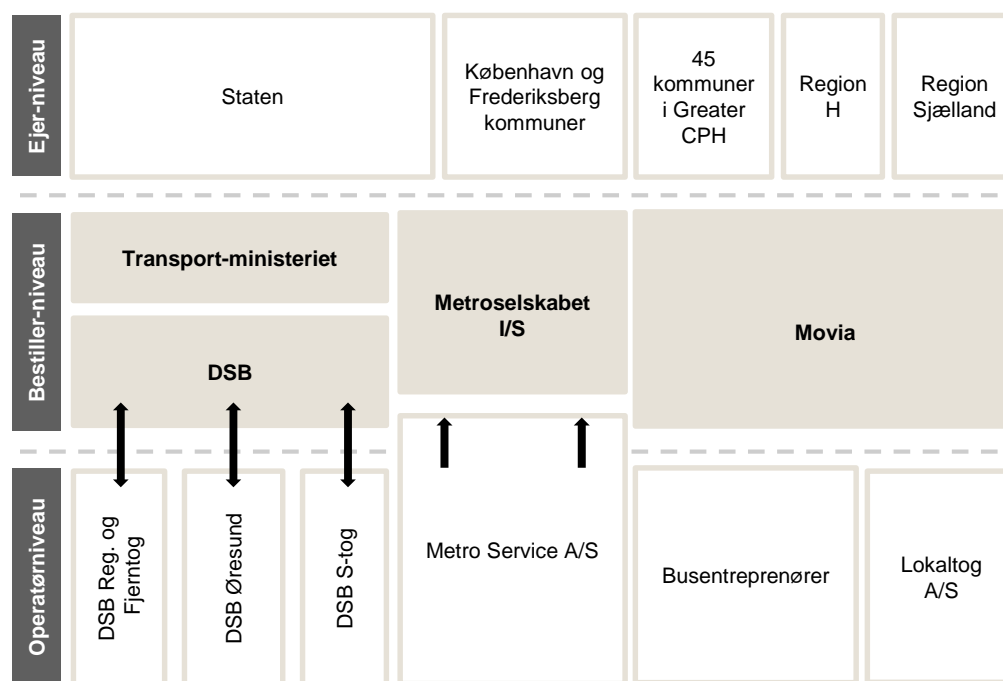 Ejer-niveau
Staten
København og
Frederiksberg
kommuner
45
kommuner
i Greater
CPH
Region
H
Region
Sjælland
Bestiller-niveau
Transport-ministeriet
DSB
Metroselskabet
I/S
Movia
Operatørniveau
DSB Reg. og
Fjerntog
DSB Øresund
DSB S-tog
Metro Service A/S
Busentreprenører
Lokaltog
A/S